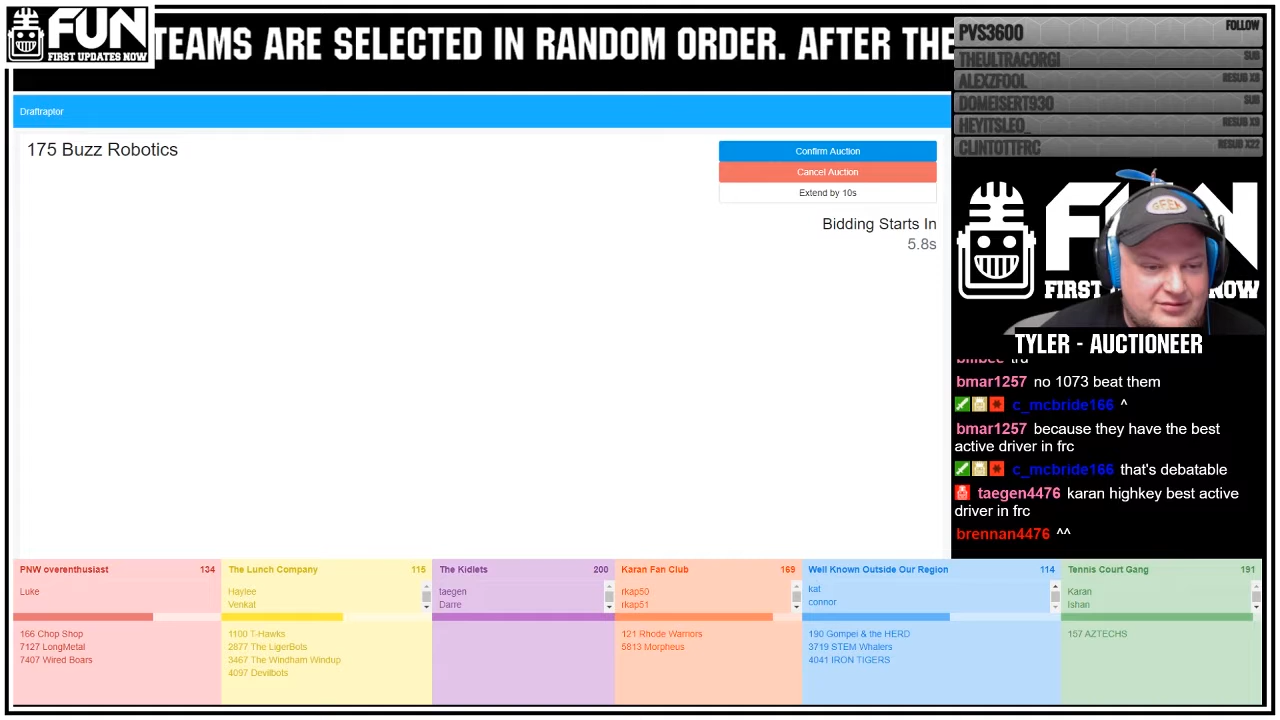 FUN
FIRST UPDATES NOW
TEAMS ARE SELECTED IN RANDOM ORDER. AFTER THE
Draftraptor
175 Buzz Robotics
Confirm Auction
Cancel Auction
Extend by 10s
Bidding Starts In
5.8s
PVS3600 FOLLOW
THEULTRACORGI SUB
ALEXZFOOL RESUB X8
DOMEISERT930 SUB
HEYITSLEO_ RESUB X9
CLINTOTTFRC RESUB X22
GEEK
TYLER - AUCTIONEER
bmar1257 no 1073 beat them
c_mcbride166 ^
bmar1257 because they have the best
active driver in frc
c_mcbride166 that's debatable
taegen4476 karan highkey best active
driver in frc
brennan4476 ^^
PNW overenthusiast 134
Luke
166 Chop Shop
7127 LongMetal
7407 Wired Boars
The Lunch Company 115
Haylee
Venkat
1100 T-Hawks
2877 The LigerBots
3467 The Windham Windup
4097 Devilbots
The Kidlets 200
taegen
Darre
Karan Fan Club 169
rkap50
rkap51
121 Rhode Warriors
5813 Morpheus
Well Known Outside Our Region 114
kat
connor
190 Gompei & the HERD
3719 STEM Whalers
4041 IRON TIGERS
Tennis Court Gang 191
Karan
Ishan
157 AZTECHS